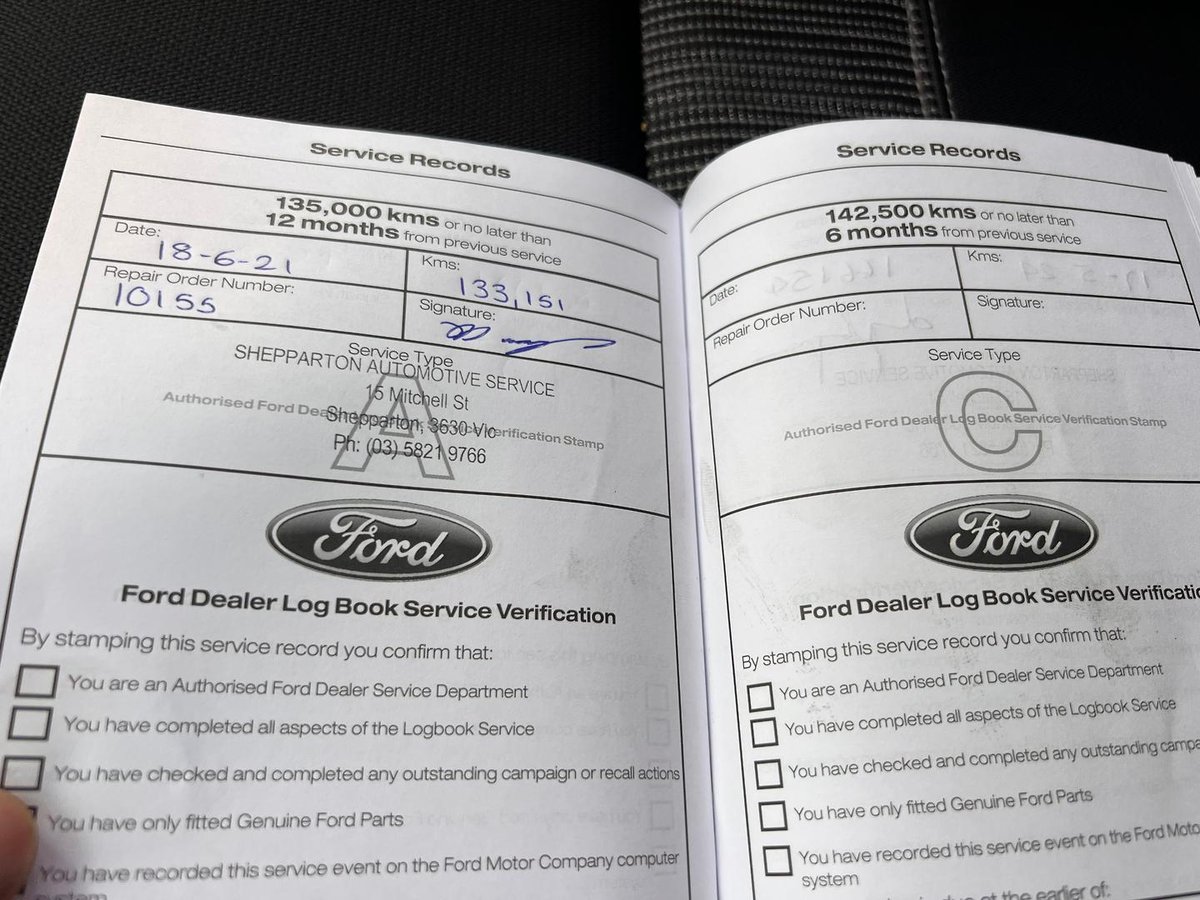 Service Records
135,000 kms or no later than
12 months from previous service
Date:
18-6-21
Kms:
133,151
Repair Order Number:
10155
Signature:
Service Type
SHEPPARTON AUTOMOTIVE SERVICE
15 Mitchell St
A
Authorised Ford Dea
Shepparton, 3630 Vic
erification Stamp
Ph: (03) 5821 9766
Ford
Ford Dealer Log Book Service Verification
By stamping this service record you confirm that:
You are an Authorised Ford Dealer Service Department
You have completed all aspects of the Logbook Service
You have checked and completed any outstanding campaign or recall actions
You have only fitted Genuine Ford Parts
You have recorded this service event on the Ford Motor Company computer
system
Service Records
142,500 kms or no later than
6 months from previous service
Date:
Kms:
Repair Order Number:
Signature:
Service Type
C
Authorised Ford Dealer Log Book Service Verification Stamp
Ford
Ford Dealer Log Book Service Verificatio
By stamping this service record you confirm that:
You are an Authorised Ford Dealer Service Department
You have completed all aspects of the Logbook Service
You have checked and completed any outstanding campa
You have only fitted Genuine Ford Parts
You have recorded this service event on the Ford Moto
system
at the earlier of: